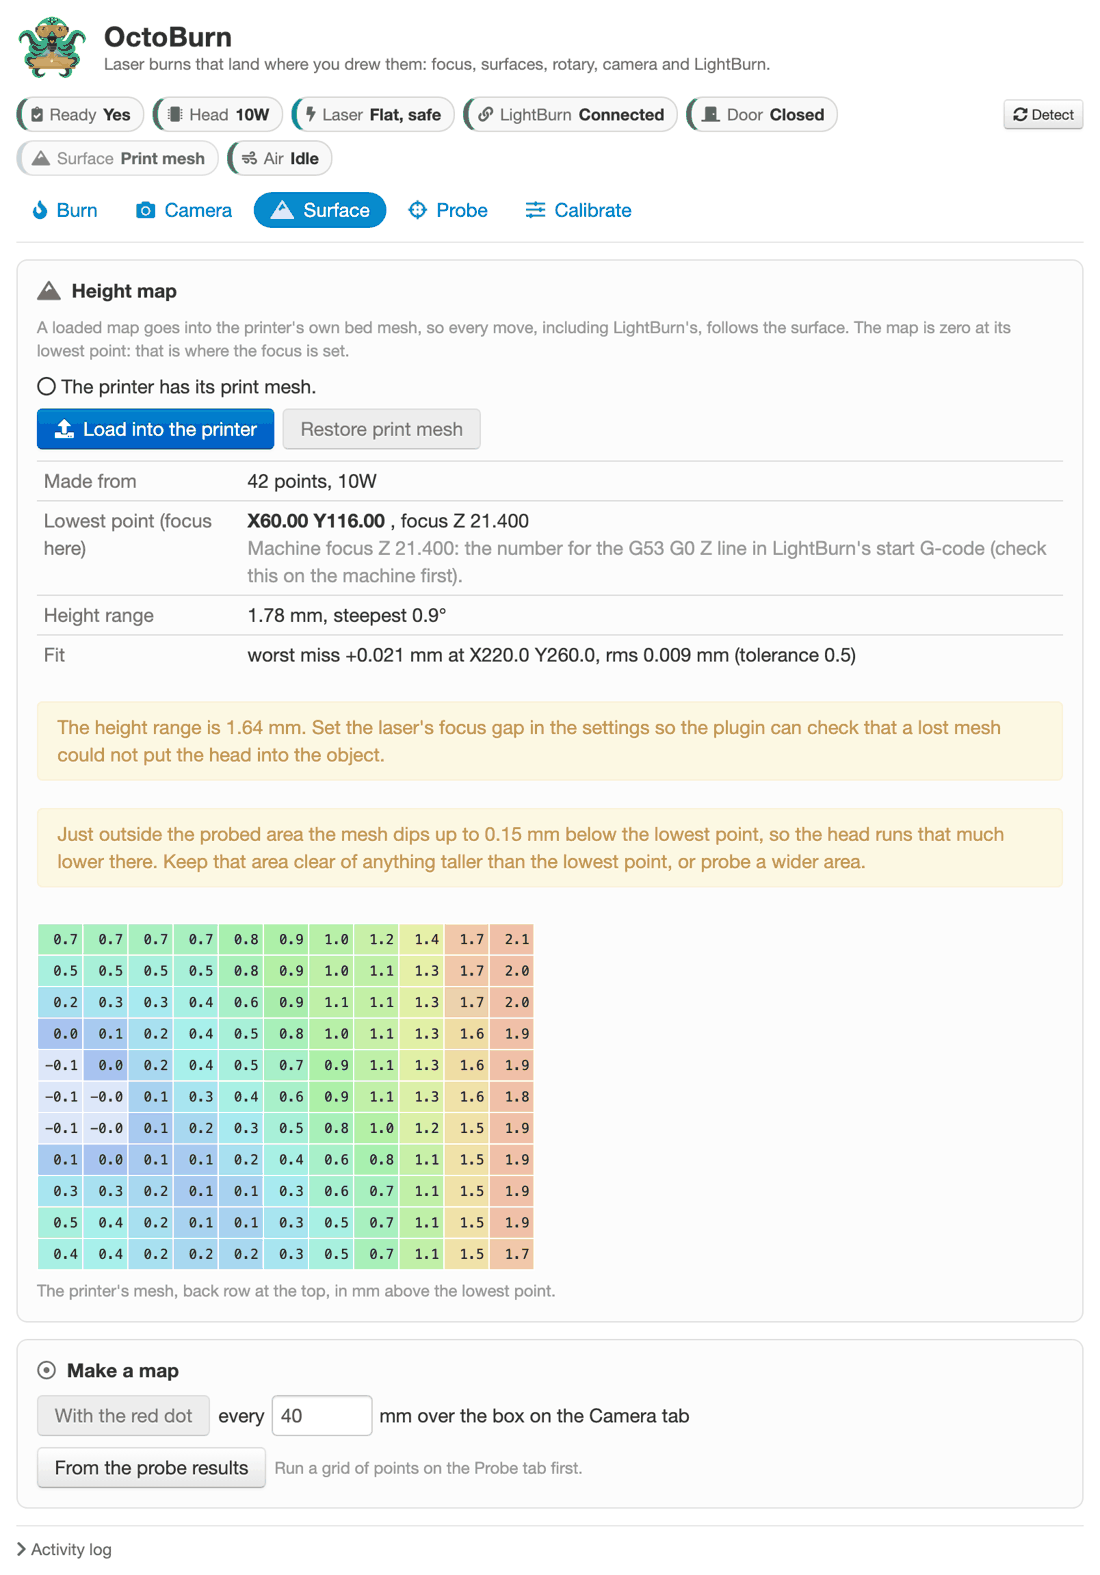 OctoBurn
Laser burns that land where you drew them: focus, surfaces, rotary, camera and LightBurn.
Ready Yes
Head 10W
Laser Flat, safe
LightBurn Connected
Door Closed
Detect
Surface Print mesh
Air Idle
Burn
Camera
Surface
Probe
Calibrate
Height map
A loaded map goes into the printer's own bed mesh, so every move, including LightBurn's, follows the surface. The map is zero at its
lowest point: that is where the focus is set.
The printer has its print mesh.
Load into the printer
Restore print mesh
Made from 42 points, 10W
Lowest point (focus here) X60.00 Y116.00 , focus Z 21.400
Machine focus Z 21.400: the number for the G53 G0 Z line in LightBurn's start G-code (check
this on the machine first).
Height range 1.78 mm, steepest 0.9°
Fit worst miss +0.021 mm at X220.0 Y260.0, rms 0.009 mm (tolerance 0.5)
The height range is 1.64 mm. Set the laser's focus gap in the settings so the plugin can check that a lost mesh
could not put the head into the object.
Just outside the probed area the mesh dips up to 0.15 mm below the lowest point, so the head runs that much
lower there. Keep that area clear of anything taller than the lowest point, or probe a wider area.
0.7 0.7 0.7 0.7 0.8 0.9 1.0 1.2 1.4 1.7 2.1
0.5 0.5 0.5 0.5 0.8 0.9 1.0 1.1 1.3 1.7 2.0
0.2 0.3 0.3 0.4 0.6 0.9 1.1 1.1 1.3 1.7 2.0
0.0 0.1 0.2 0.4 0.5 0.8 1.0 1.1 1.3 1.6 1.9
−0.1 0.0 0.2 0.4 0.5 0.7 0.9 1.1 1.3 1.6 1.9
−0.1 −0.0 0.1 0.3 0.4 0.6 0.9 1.1 1.3 1.6 1.8
−0.1 −0.0 0.1 0.2 0.3 0.5 0.8 1.0 1.2 1.5 1.9
0.1 0.0 0.1 0.1 0.2 0.4 0.6 0.8 1.1 1.5 1.9
0.3 0.3 0.2 0.1 0.1 0.3 0.6 0.7 1.1 1.5 1.9
0.5 0.4 0.2 0.1 0.1 0.3 0.5 0.7 1.1 1.5 1.9
0.4 0.4 0.2 0.2 0.2 0.3 0.5 0.7 1.1 1.5 1.7
The printer's mesh, back row at the top, in mm above the lowest point.
Make a map
With the red dot every 40 mm over the box on the Camera tab
From the probe results Run a grid of points on the Probe tab first.
Activity log